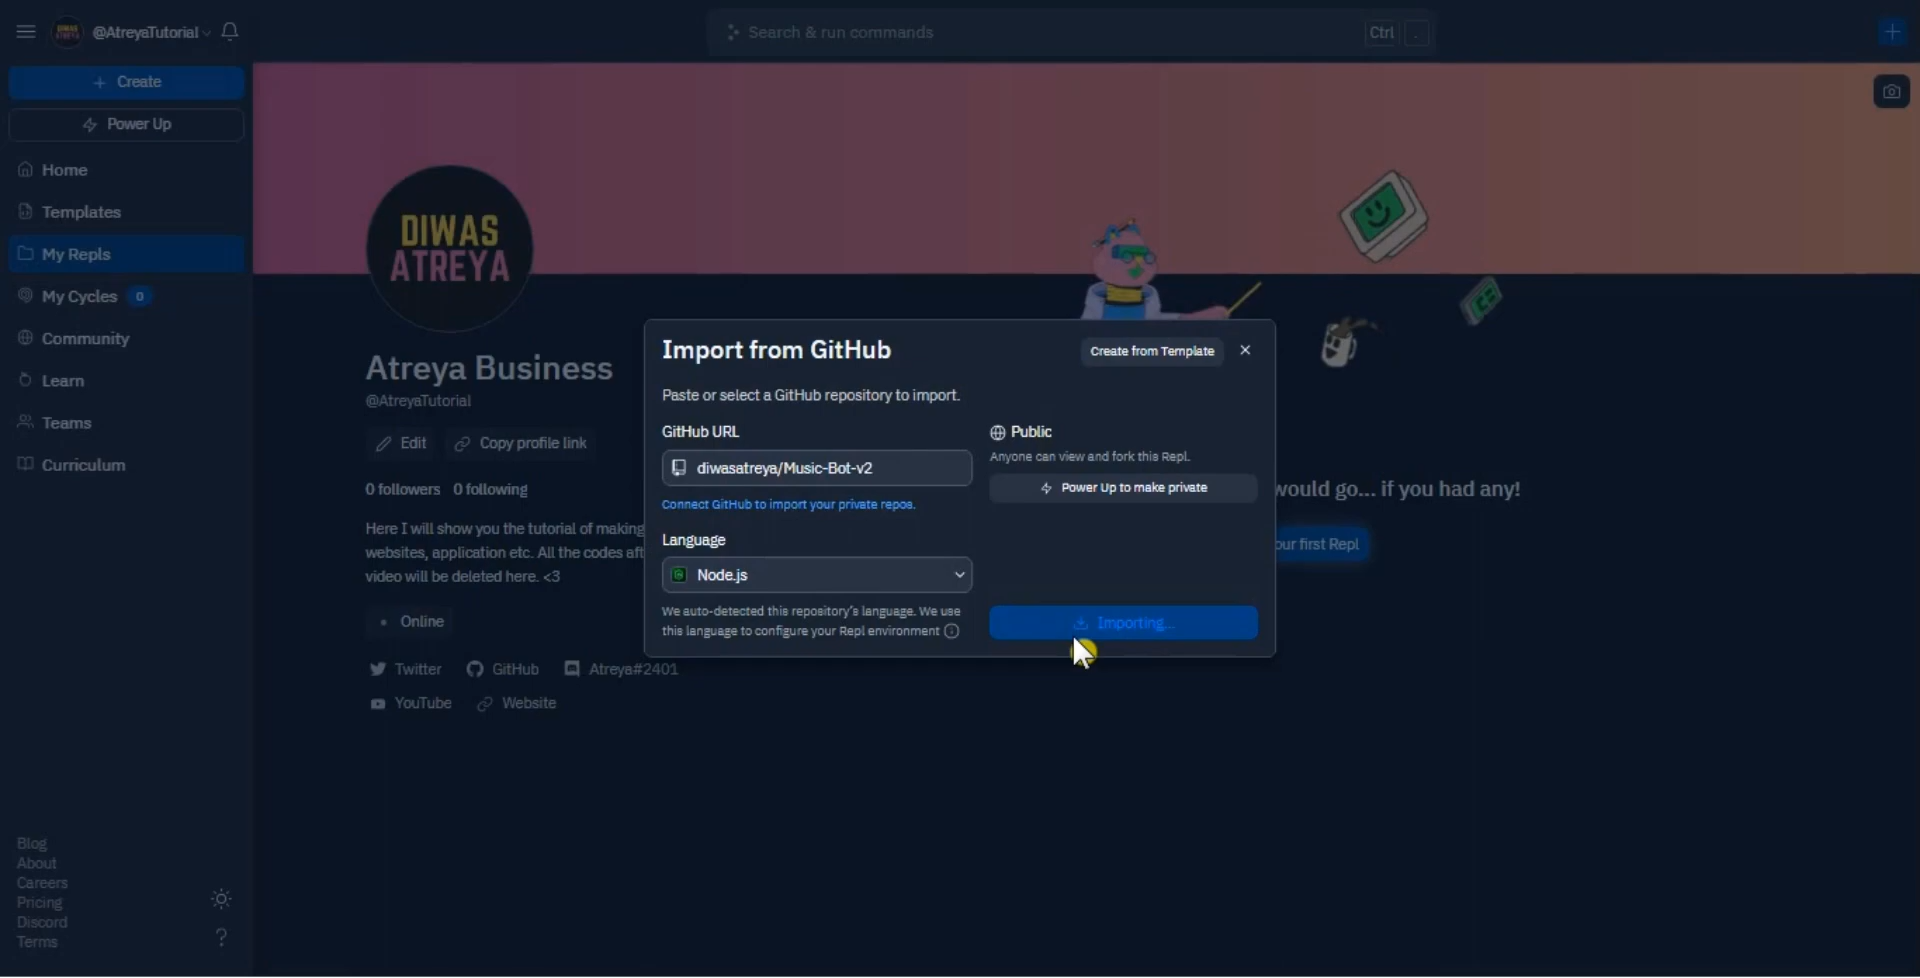 @AtreyaTutorial
Search & run commands
Ctrl
.
Create
Power Up
Home
Templates
My Repls
My Cycles 0
Community
Learn
Teams
Curriculum
Blog
About
Careers
Pricing
Discord
Terms
?
DIWAS
ATREYA
Atreya Business
@AtreyaTutorial
Edit
Copy profile link
0 followers 0 following
Here I will show you the tutorial of making
websites, application etc. All the codes aft
video will be deleted here. <3
Online
Twitter
GitHub
Atreya#2401
YouTube
Website
Import from GitHub
Create from Template
Paste or select a GitHub repository to import.
GitHub URL
diwasatreya/Music-Bot-v2
Connect GitHub to import your private repos.
Language
Node.js
We auto-detected this repository's language. We use
this language to configure your Repl environment
Public
Anyone can view and fork this Repl.
Power Up to make private
Importing...
would go... if you had any!
our first Repl